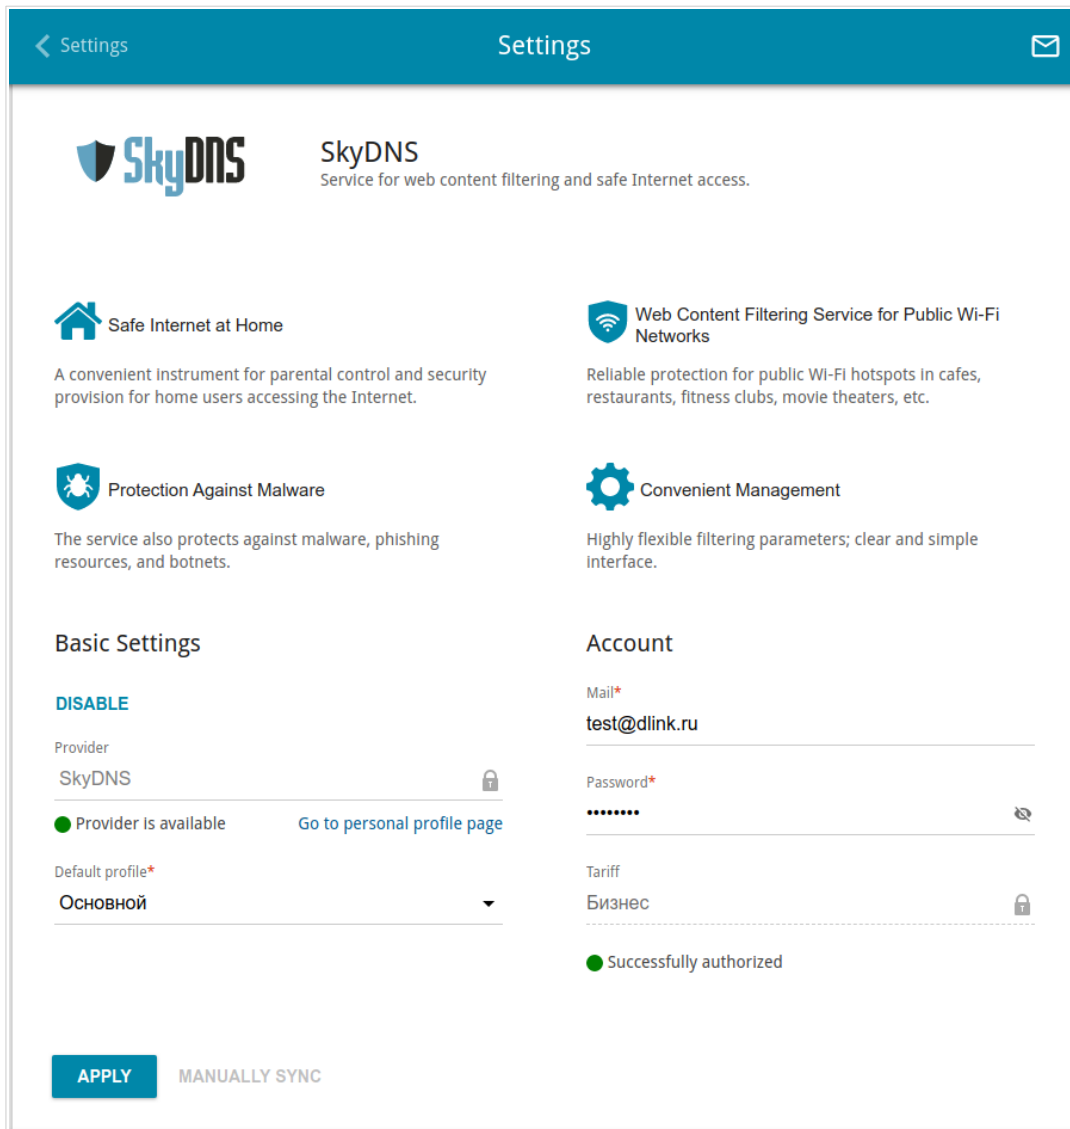 Settings
Settings
SkyDNS
SkyDNS
Service for web content filtering and safe Internet access.
Safe Internet at Home
A convenient instrument for parental control and security
provision for home users accessing the Internet.
Web Content Filtering Service for Public Wi-Fi
Networks
Reliable protection for public Wi-Fi hotspots in cafes,
restaurants, fitness clubs, movie theaters, etc.
Protection Against Malware
The service also protects against malware, phishing
resources, and botnets.
Convenient Management
Highly flexible filtering parameters; clear and simple
interface.
Basic Settings
DISABLE
Provider
SkyDNS
Provider is available
Go to personal profile page
Default profile*
Основной
Account
Mail*
test@dlink.ru
Password*
••••••••
Tariff
Бизнес
Successfully authorized
APPLY
MANUALLY SYNC